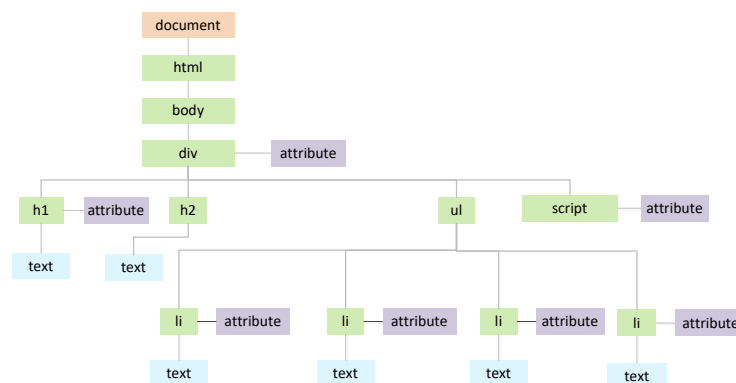 document
html
body
div attribute
h1 attribute h2 ul script attribute
text text
li attribute li attribute li attribute li attribute
text text text text